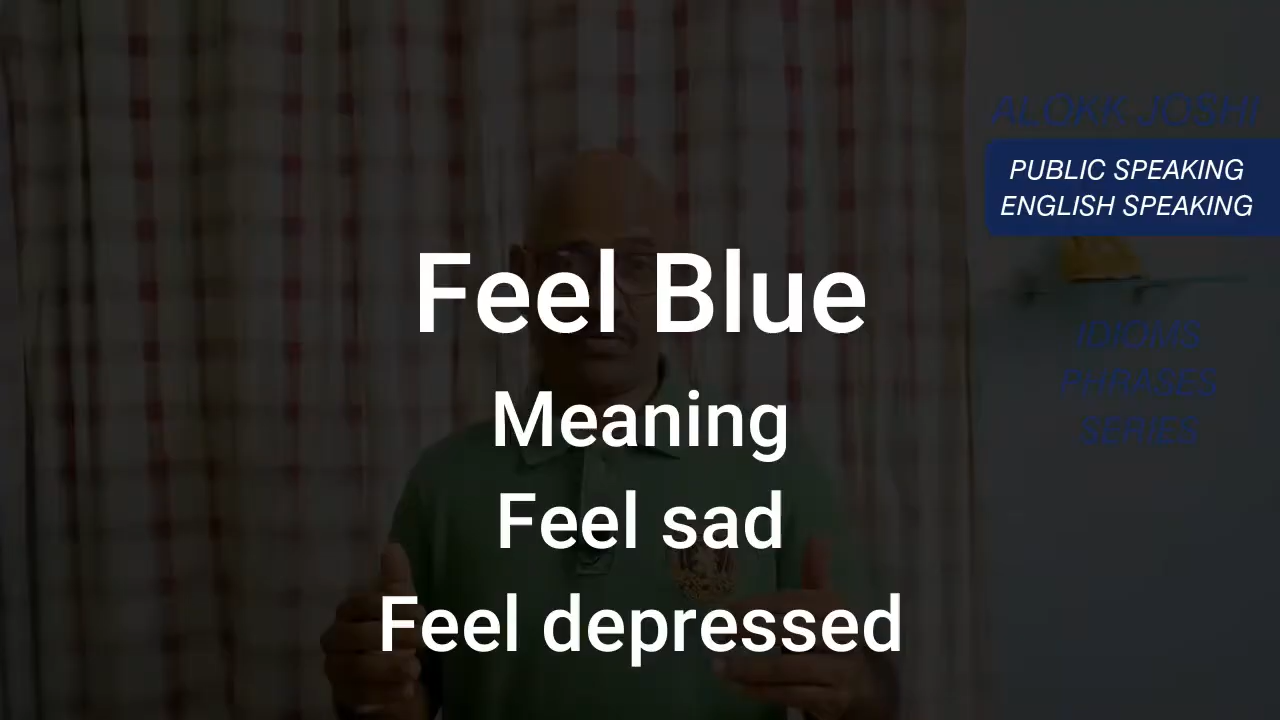 ALOKK JOSHI
PUBLIC SPEAKING
ENGLISH SPEAKING
Feel Blue
Meaning
Feel sad
Feel depressed
IDIOMS
PHRASES
SERIES